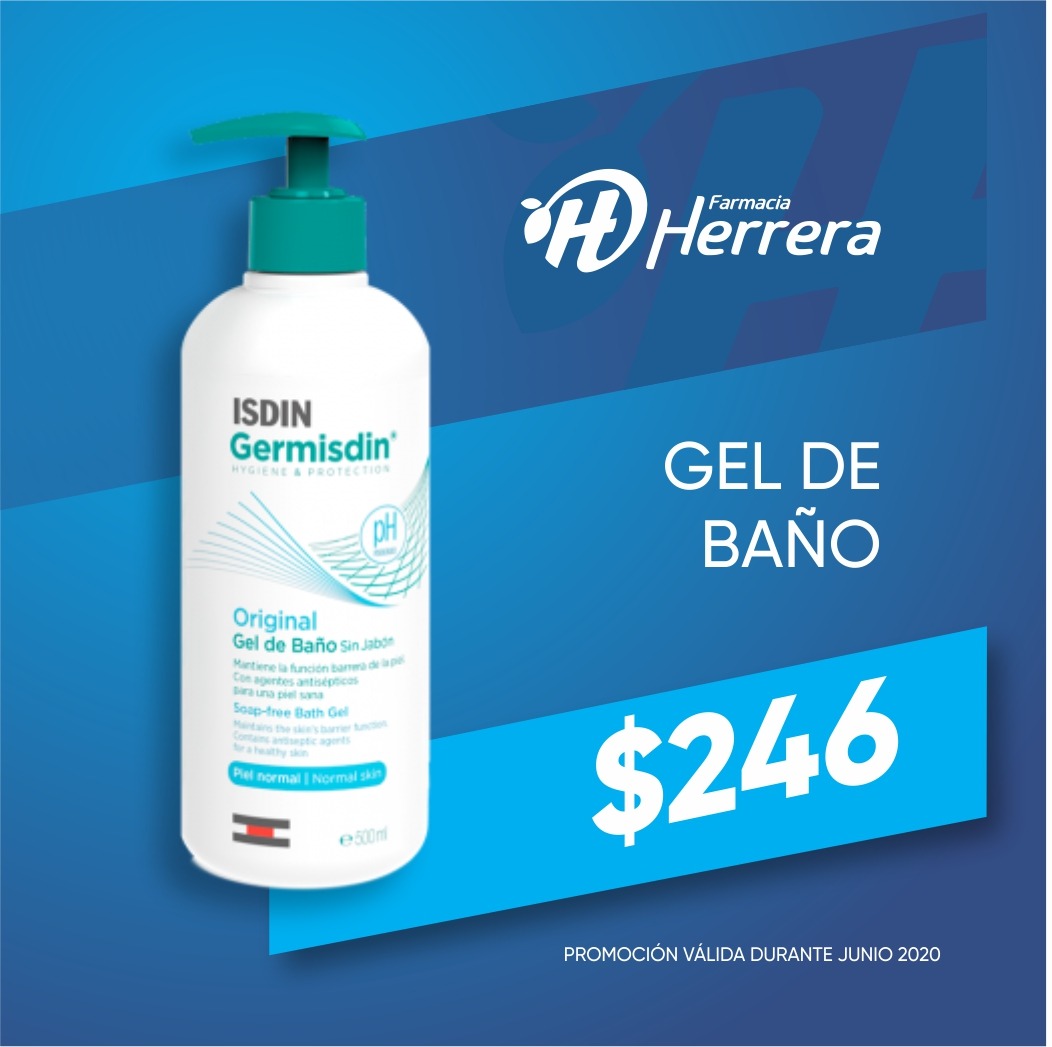 Farmacia
Herrera
ISDIN
Germisdin®
HYGIENE & PROTECTION
pH
Original
Gel de Baño Sin Jabón
Mantiene la función barrera de la piel
Con agentes antisépticos
para una piel sana
Soap-free Bath Gel
Maintains the skin's barrier function
Contains antiseptic agents
for a healthy skin
Piel normal | Normal skin
℮ 500 ml
GEL DE
BAÑO
$246
PROMOCIÓN VÁLIDA DURANTE JUNIO 2020